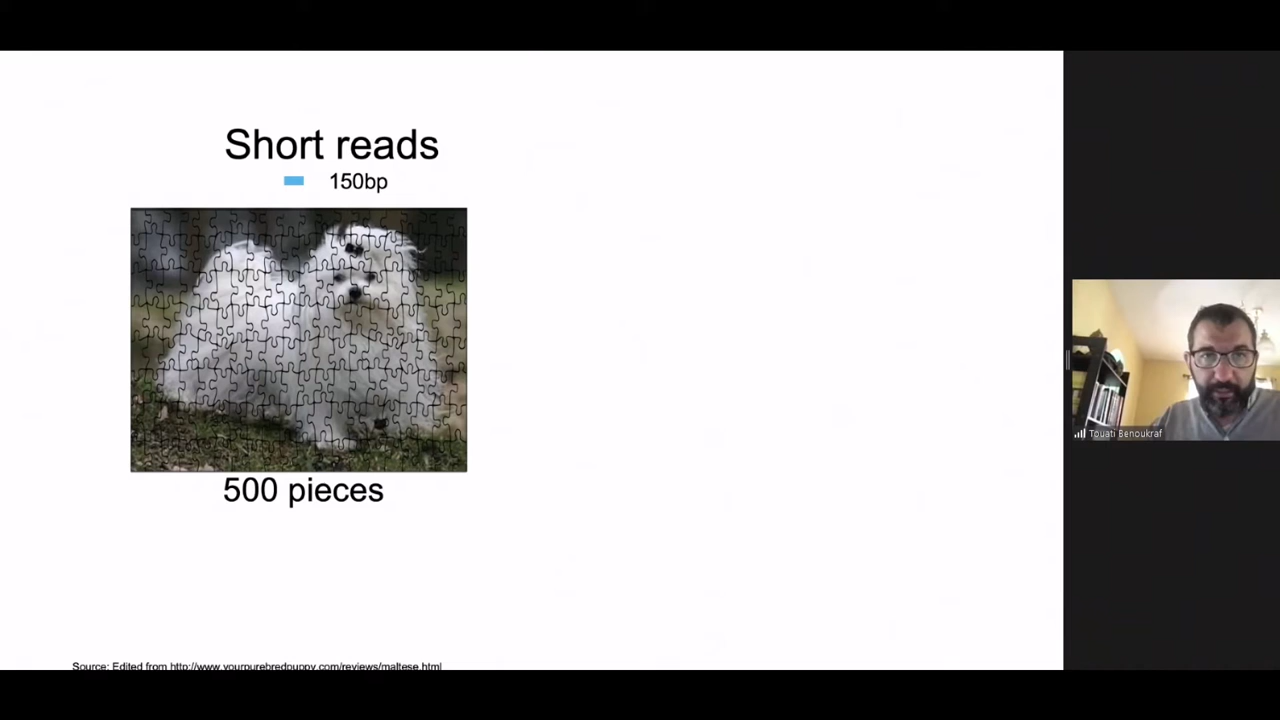 Short reads
150bp
500 pieces
Source: Edited from http://www.yourpurebredpuppy.com/reviews/maltese.html
Touati Benoukraf